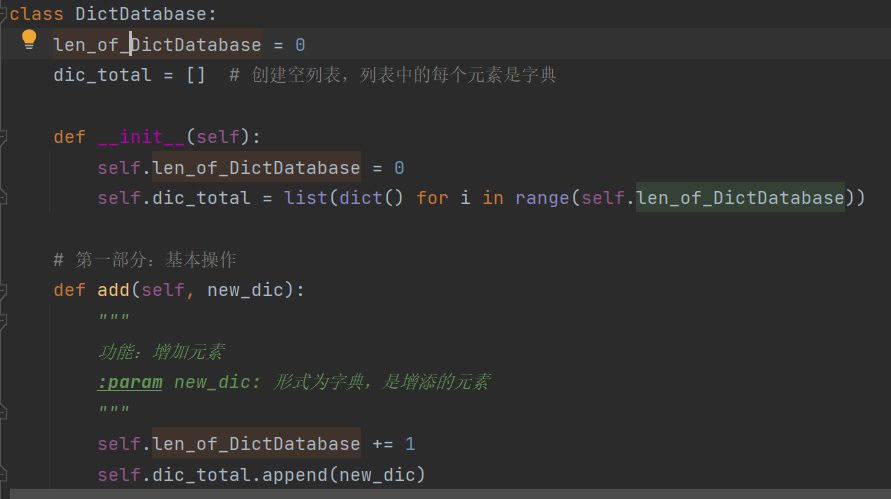 class DictDatabase:
    len_of_DictDatabase = 0
    dic_total = []  # 创建空列表，列表中的每个元素是字典
    def __init__(self):
        self.len_of_DictDatabase = 0
        self.dic_total = list(dict() for i in range(self.len_of_DictDatabase))
    # 第一部分：基本操作
    def add(self, new_dic):
        """
        功能：增加元素
        :param new_dic: 形式为字典，是增添的元素
        """
        self.len_of_DictDatabase += 1
        self.dic_total.append(new_dic)